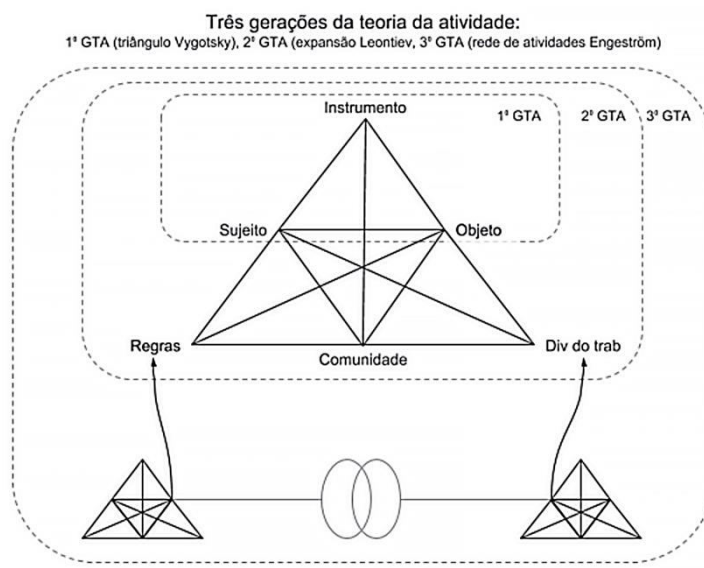 Três gerações da teoria da atividade:
1ª GTA (triângulo Vygotsky), 2ª GTA (expansão Leontiev, 3ª GTA (rede de atividades Engeström)
Instrumento
1ª GTA
2ª GTA
3ª GTA
Sujeito
Objeto
Regras
Comunidade
Div do trab